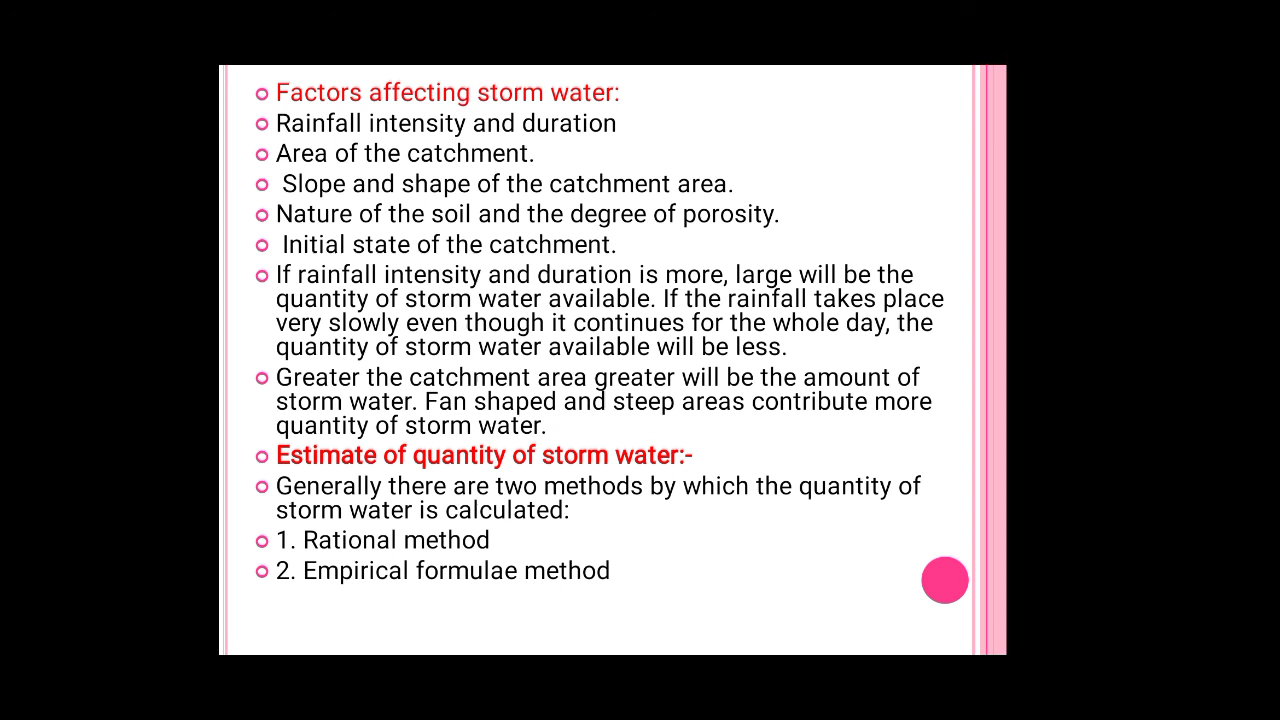 Factors affecting storm water:
Rainfall intensity and duration
Area of the catchment.
Slope and shape of the catchment area.
Nature of the soil and the degree of porosity.
Initial state of the catchment.
If rainfall intensity and duration is more, large will be the
quantity of storm water available. If the rainfall takes place
very slowly even though it continues for the whole day, the
quantity of storm water available will be less.
Greater the catchment area greater will be the amount of
storm water. Fan shaped and steep areas contribute more
quantity of storm water.
Estimate of quantity of storm water:-
Generally there are two methods by which the quantity of
storm water is calculated:
1. Rational method
2. Empirical formulae method